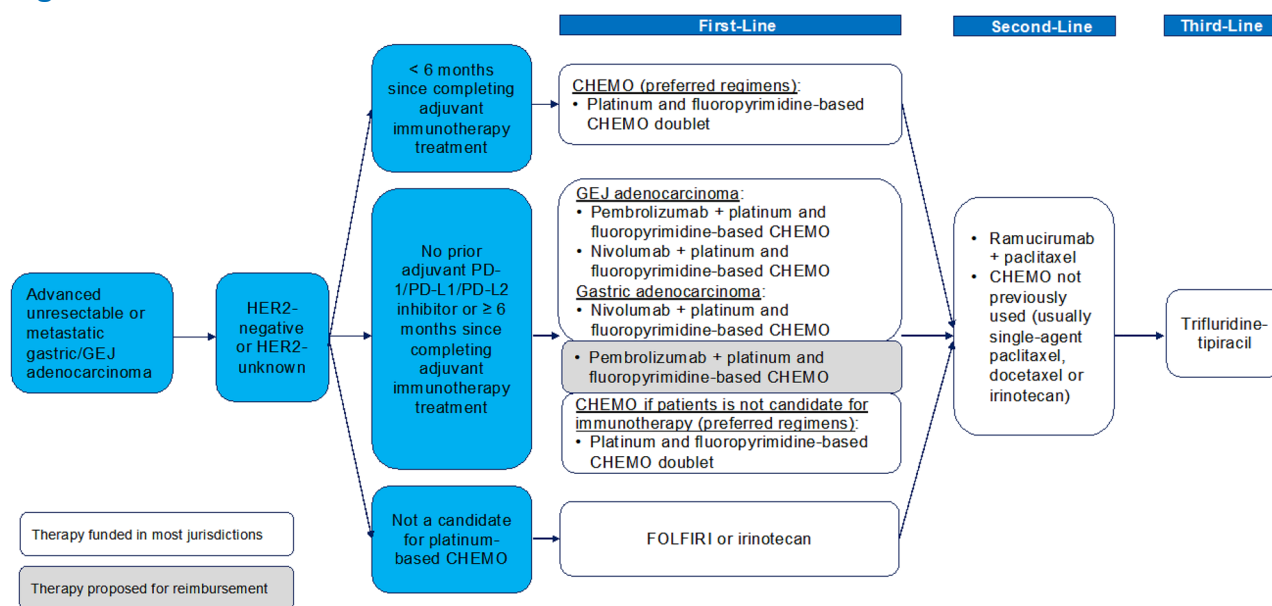 First-Line
Second-Line
Third-Line
< 6 months
since completing
adjuvant
immunotherapy
treatment
CHEMO (preferred regimens):
• Platinum and fluoropyrimidine-based
CHEMO doublet
Advanced
unresectable or
metastatic
gastric/GEJ
adenocarcinoma
HER2-
negative
or HER2-
unknown
No prior
adjuvant PD-
1/PD-L1/PD-L2
inhibitor or ≥ 6
months since
completing
adjuvant
immunotherapy
treatment
GEJ adenocarcinoma:
• Pembrolizumab + platinum and
fluoropyrimidine-based CHEMO
• Nivolumab + platinum and
fluoropyrimidine-based CHEMO
Gastric adenocarcinoma:
• Nivolumab + platinum and
fluoropyrimidine-based CHEMO
• Pembrolizumab + platinum and
fluoropyrimidine-based CHEMO
CHEMO if patients is not candidate for
immunotherapy (preferred regimens):
• Platinum and fluoropyrimidine-based
CHEMO doublet
• Ramucirumab
+ paclitaxel
• CHEMO not
previously
used (usually
single-agent
paclitaxel,
docetaxel or
irinotecan)
Trifluridine-
tipiracil
Not a candidate
for platinum-
based CHEMO
FOLFIRI or irinotecan
Therapy funded in most jurisdictions
Therapy proposed for reimbursement